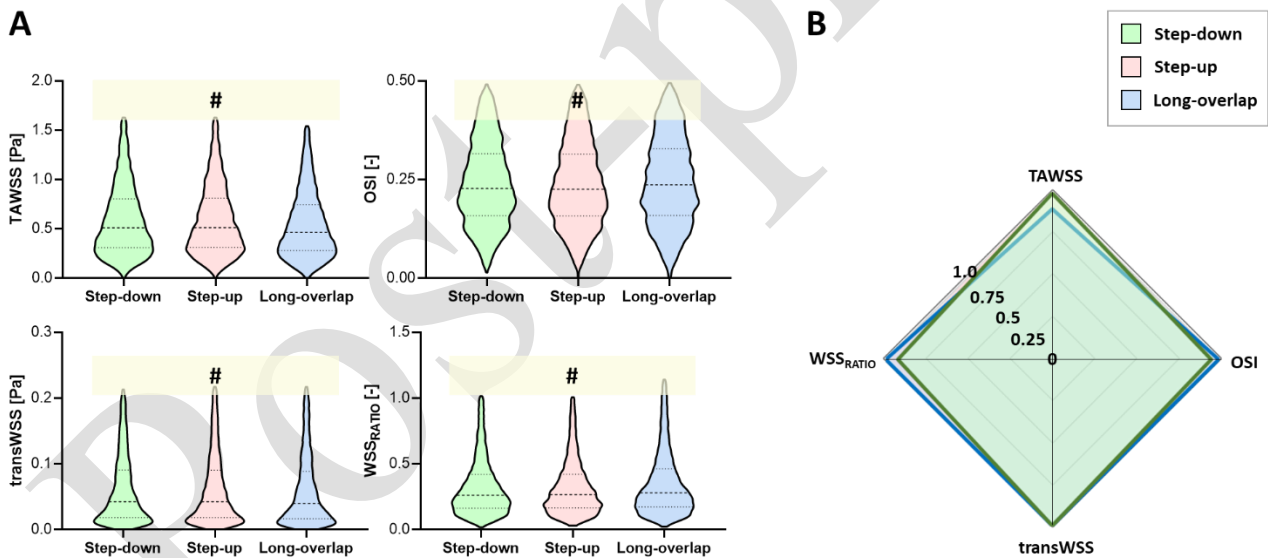 A
B
Step-down
Step-up
Long-overlap
TAWSS [Pa]
2.0
1.5
1.0
0.5
0.0
#
Step-down Step-up Long-overlap
OSI [-]
0.50
0.25
0.00
#
Step-down Step-up Long-overlap
transWSS [Pa]
0.3
0.2
0.1
0.0
#
Step-down Step-up Long-overlap
WSSRATIO [-]
1.5
1.0
0.5
0.0
#
Step-down Step-up Long-overlap
TAWSS
1.0
0.75
0.5
0.25
0
WSSRATIO
OSI
transWSS
post-p